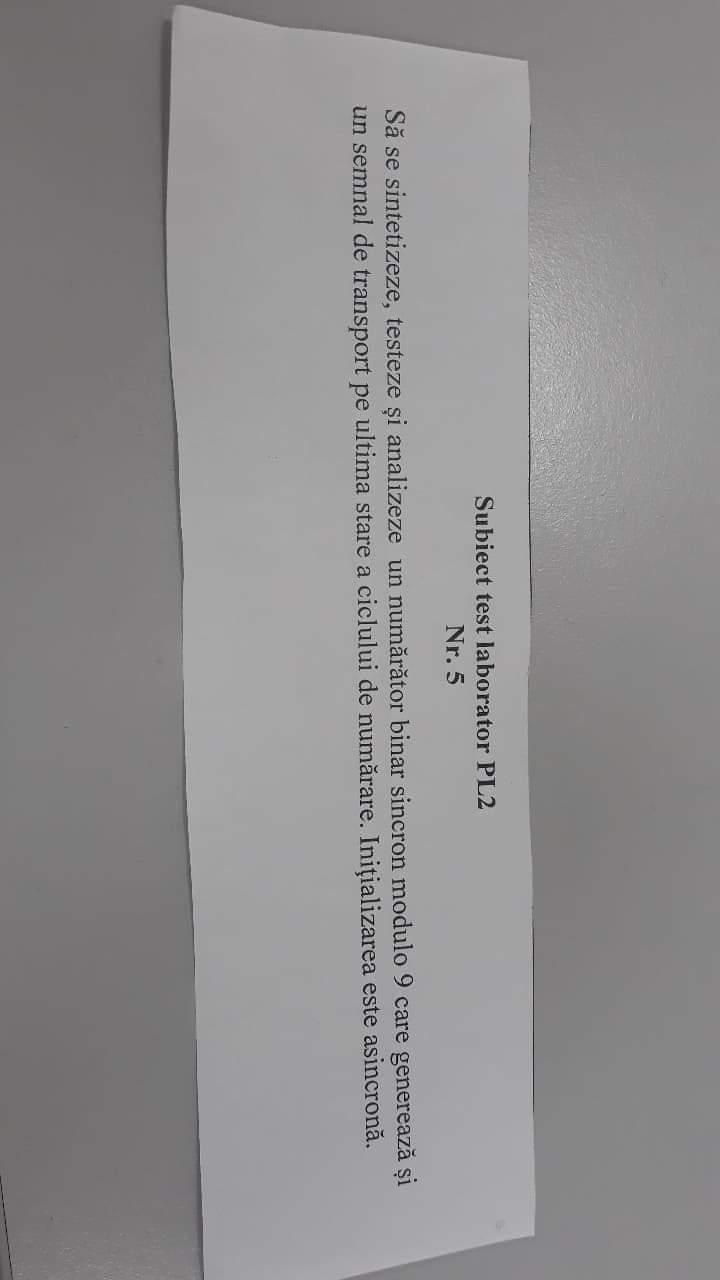 Subiect test laborator PL2
Nr. 5
Să se sintetizeze, testeze și analizeze un numărător binar sincron modulo 9 care generează și
un semnal de transport pe ultima stare a ciclului de numărare. Inițializarea este asincronă.